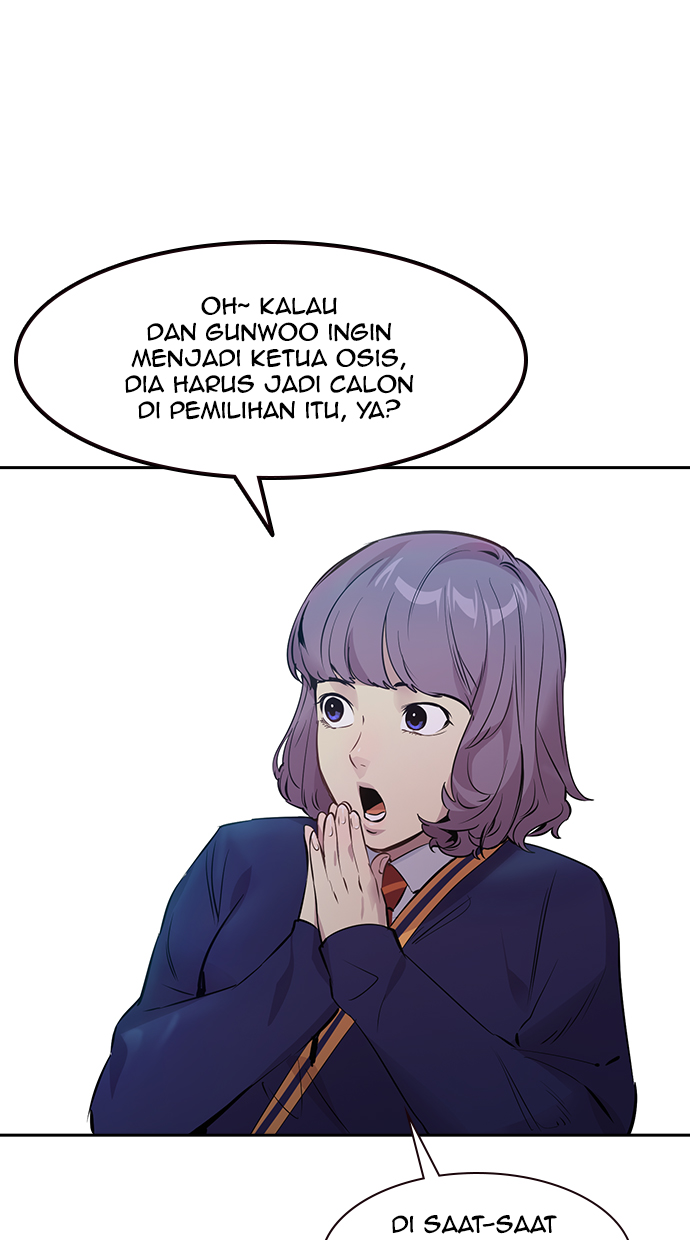 OH~ KALAU
DAN GUNWOO INGIN
MENJADI KETUA OSIS,
DIA HARUS JADI CALON
DI PEMILIHAN ITU, YA?
DI SAAT-SAAT